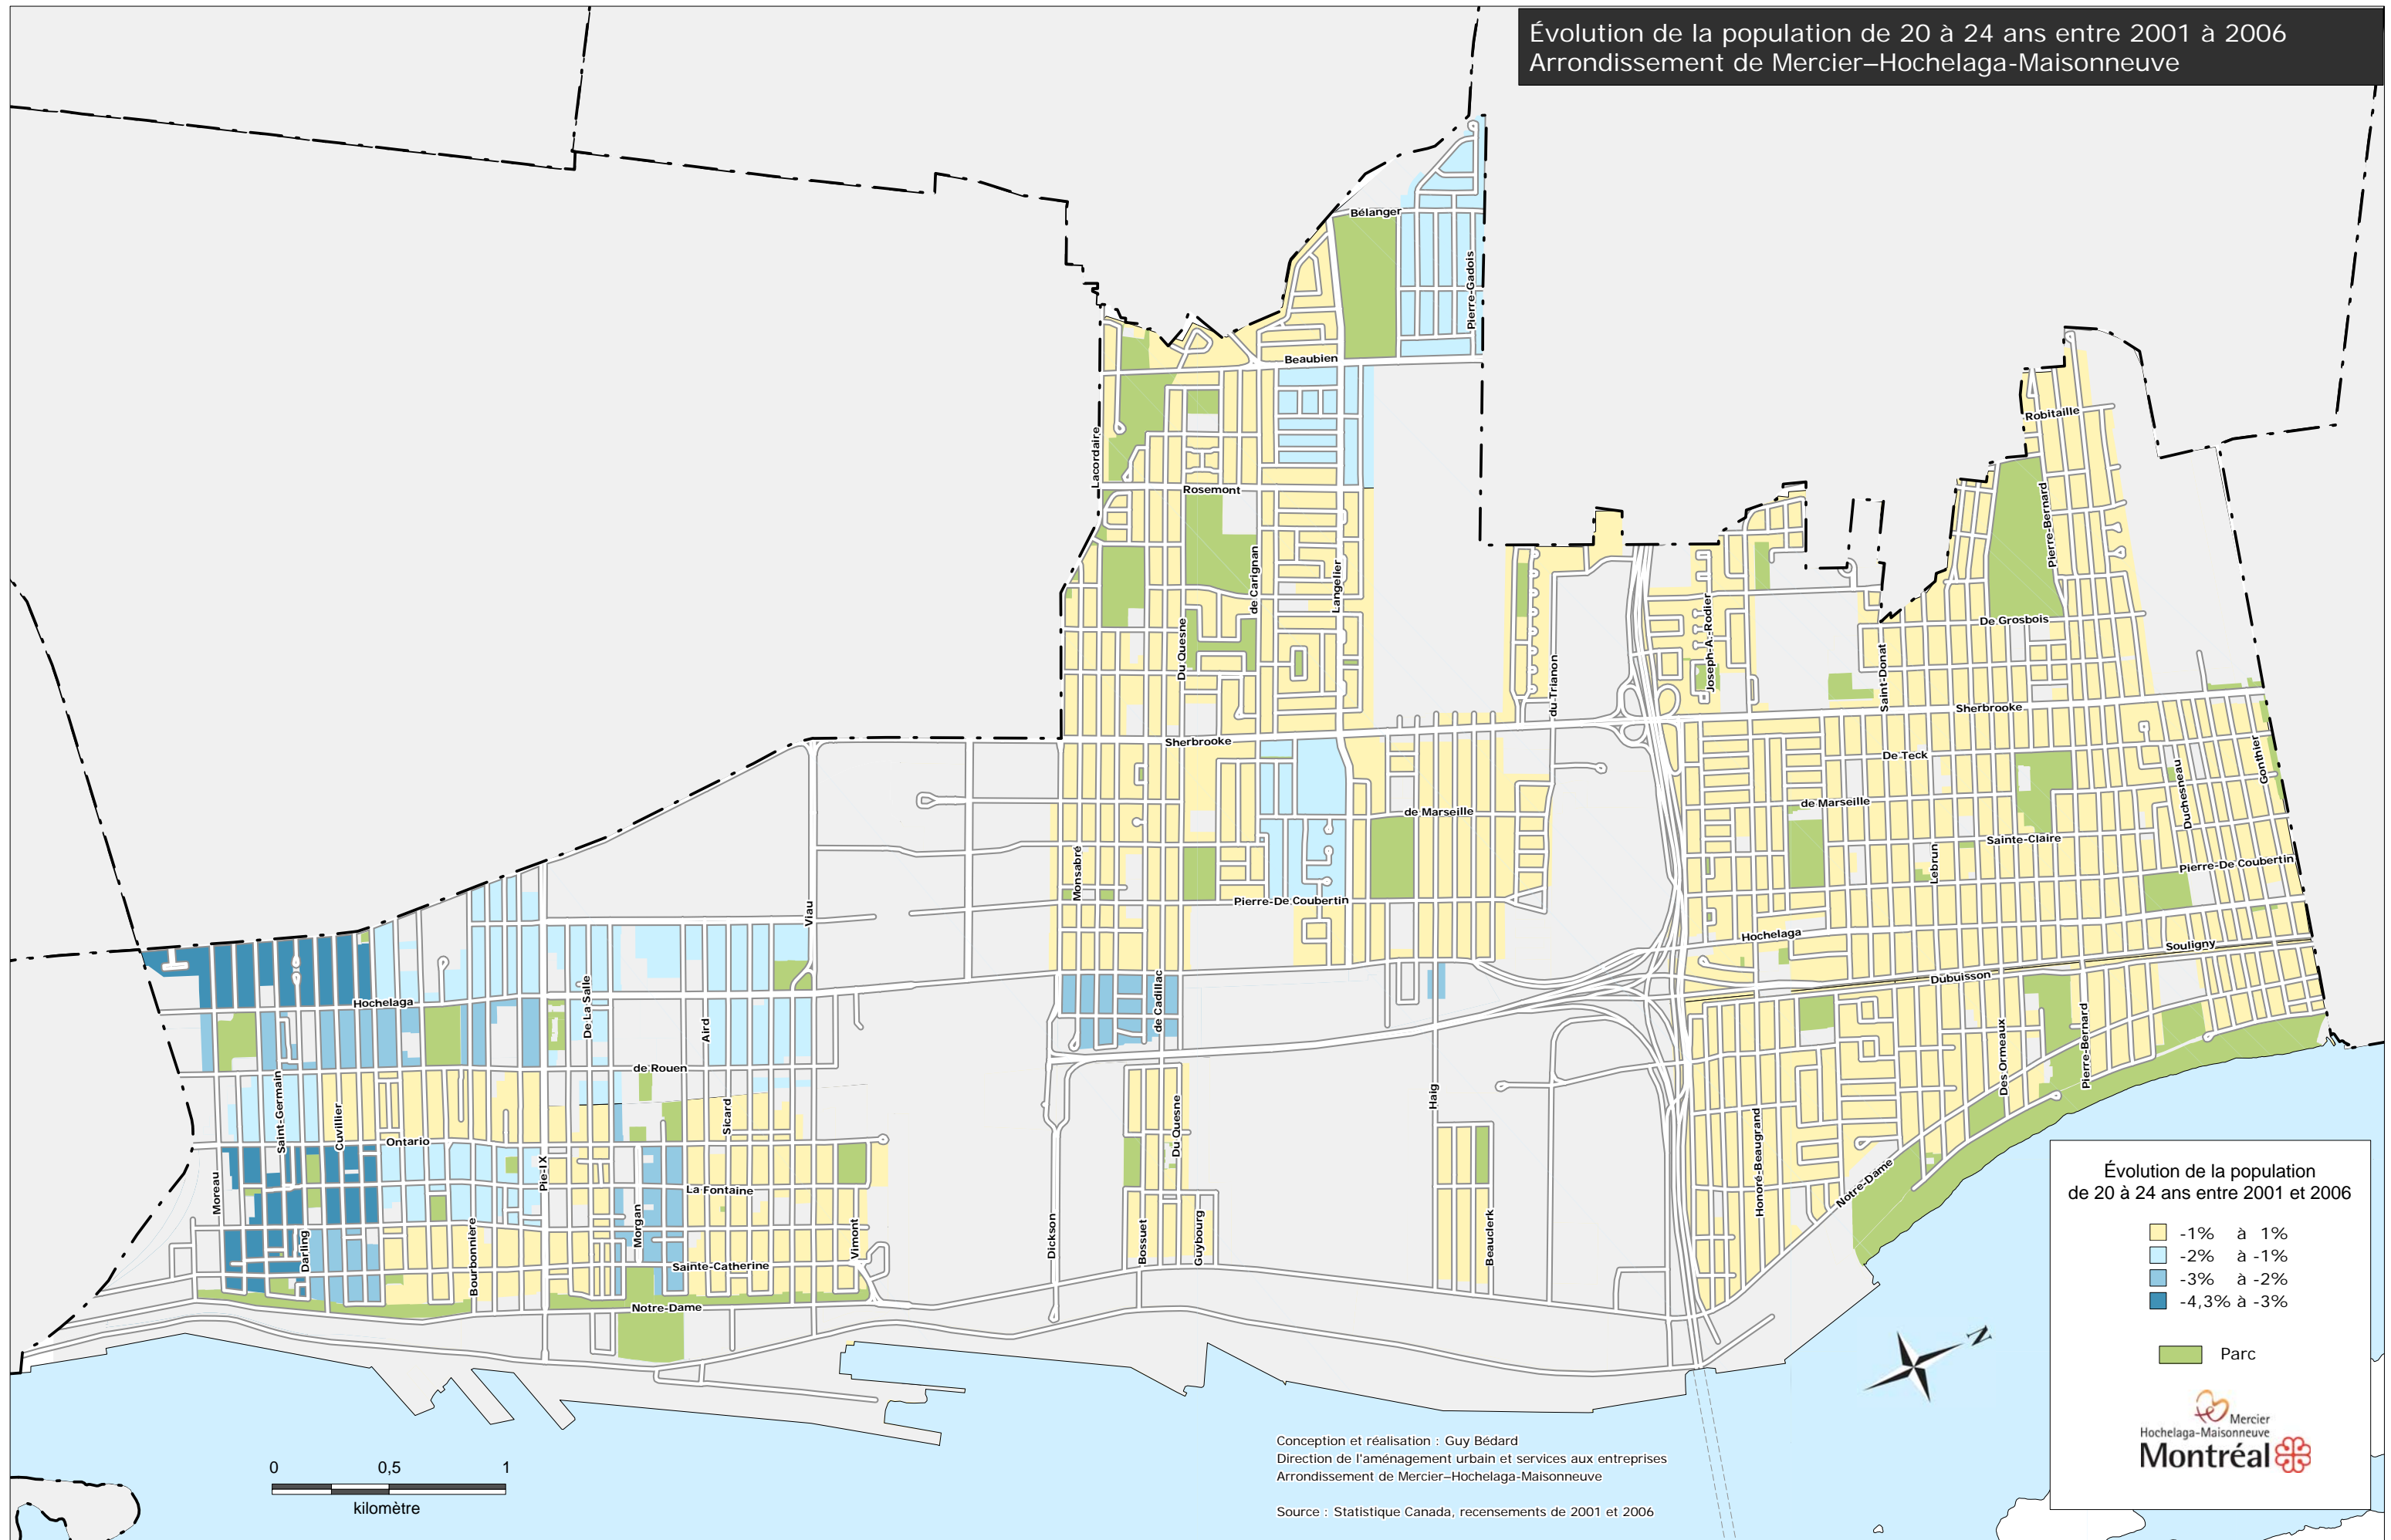 Évolution de la population de 20 à 24 ans entre 2001 à 2006
Arrondissement de Mercier–Hochelaga-Maisonneuve
Bélanger
Pierre-Gadois
Beaubien
Lacordaire
Rosemont
de Carignan
Langelier
Du Quesne
Robitaille
Pierre-Bernard
De Grosbois
Joseph-A.-Rodier
Saint-Donat
du Trianon
Sherbrooke
Sherbrooke
De Teck
Gonthier
Duchesneau
de Marseille
de Marseille
Sainte-Claire
Lebrun
Pierre-De Coubertin
Monsabré
Pierre-De Coubertin
Viau
Hochelaga
Souligny
Dubuisson
de Cadillac
Hochelaga
De La Salle
Aird
de Rouen
Des Ormeaux
Pierre-Bernard
Saint-Germain
Cuvillier
Ontario
Sicard
Du Quesne
Haig
Honoré-Beaugrand
Notre-Dame
Moreau
Pie-IX
La Fontaine
Morgan
Vimont
Darling
Bourbonnière
Sainte-Catherine
Dickson
Bossuet
Guybourg
Beauclerk
Notre-Dame
N
Évolution de la population
de 20 à 24 ans entre 2001 et 2006
-1% à 1%
-2% à -1%
-3% à -2%
-4,3% à -3%
Parc
Mercier
Hochelaga-Maisonneuve
Montréal
0 0,5 1
kilomètre
Conception et réalisation : Guy Bédard
Direction de l'aménagement urbain et services aux entreprises
Arrondissement de Mercier–Hochelaga-Maisonneuve
Source : Statistique Canada, recensements de 2001 et 2006